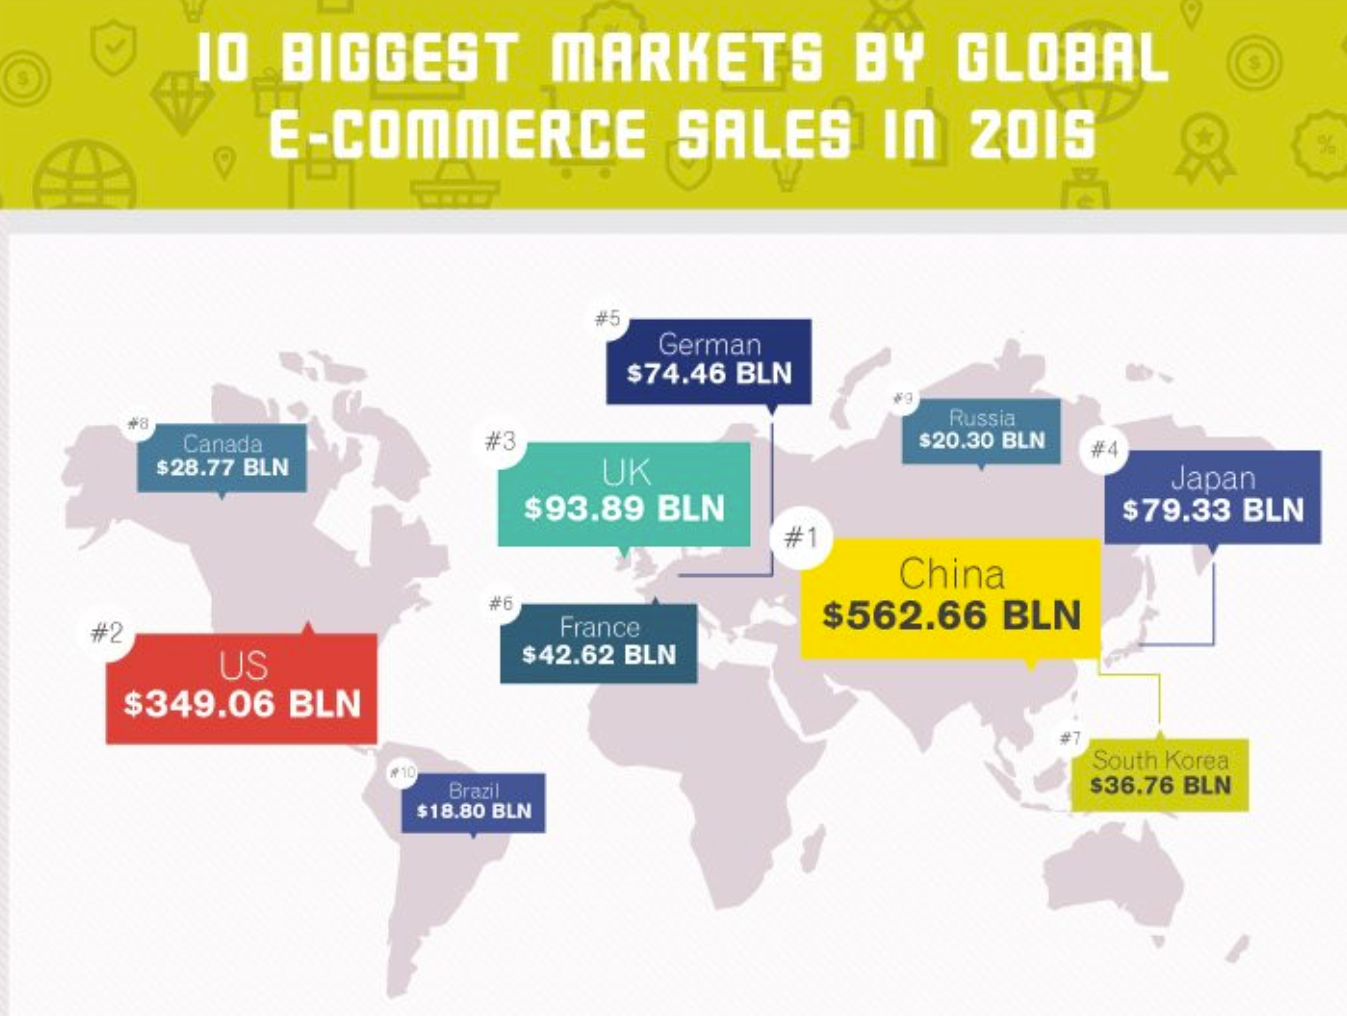 10 BIGGEST MARKETS BY GLOBAL
E-COMMERCE SALES IN 2015
#5
German
$74.46 BLN
#8
Canada
$28.77 BLN
#9
Russia
$20.30 BLN
#3
UK
$93.89 BLN
#4
Japan
$79.33 BLN
#1
China
$562.66 BLN
#6
France
$42.62 BLN
#2
US
$349.06 BLN
#7
South Korea
$36.76 BLN
#10
Brazil
$18.80 BLN